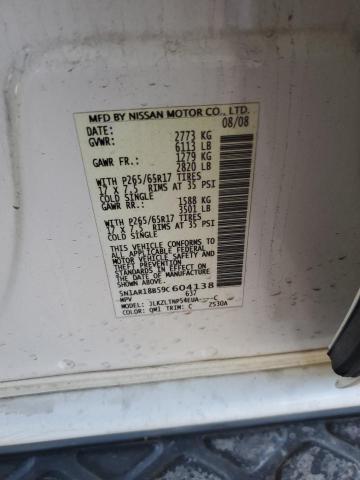 MFD BY NISSAN MOTOR CO., LTD.
DATE: 08/08
GVWR: 2773 KG
6113 LB
GAWR FR.: 1279 KG
2820 LB
WITH P265/65R17 TIRES
17 X 7.5 RIMS AT 35 PSI
COLD SINGLE
GAWR RR.: 1588 KG
3501 LB
WITH P265/65R17 TIRES
17 X 7.5 RIMS AT 35 PSI
COLD SINGLE
THIS VEHICLE CONFORMS TO
ALL APPLICABLE FEDERAL
MOTOR VEHICLE SAFETY AND
THEFT PREVENTION
STANDARDS IN EFFECT ON THE
DATE OF MANUFACTURE.
5N1AR18B59C604138
MPV 637
MODEL: JLKZLTNP54EUA---C
COLOR: QM1 TRIM: C Z530A